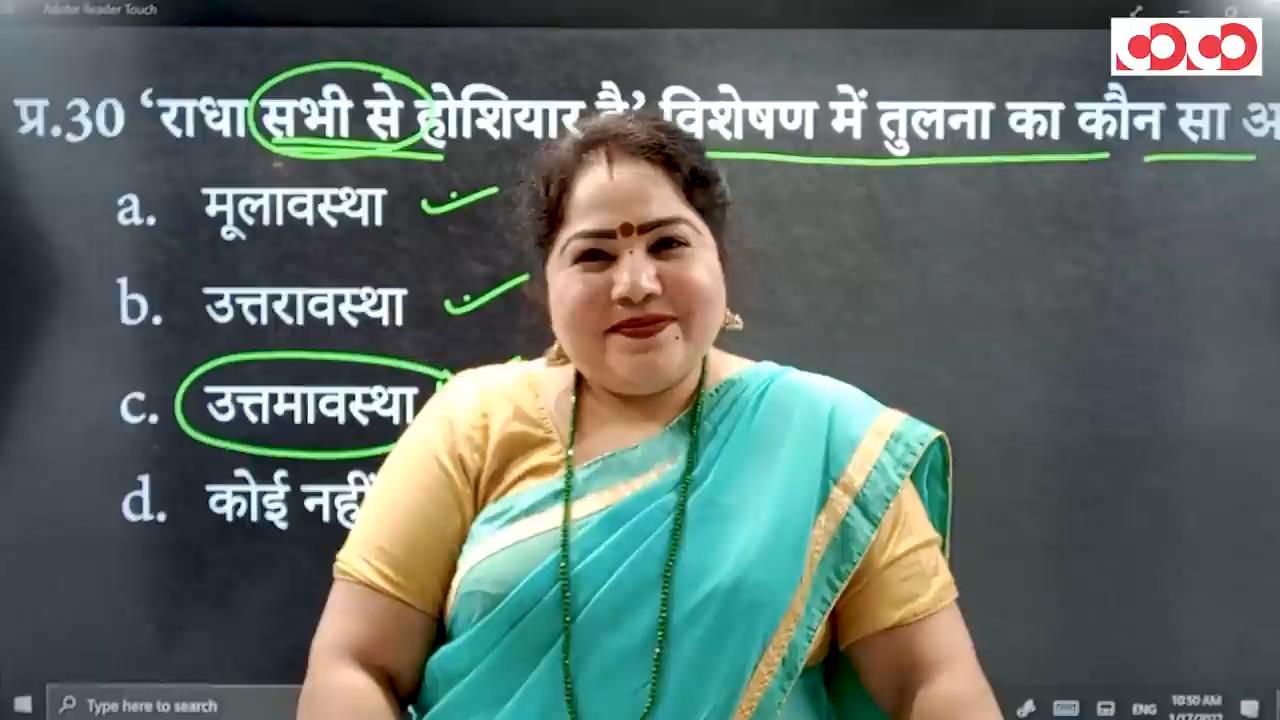 Adobe Reader Touch
प्र.30 ‘राधा सभी से होशियार है’ विशेषण में तुलना का कौन सा
a. मूलावस्था
b. उत्तरावस्था
c. उत्तमावस्था
d. कोई नहीं
Type here to search
ENG
10:50 AM